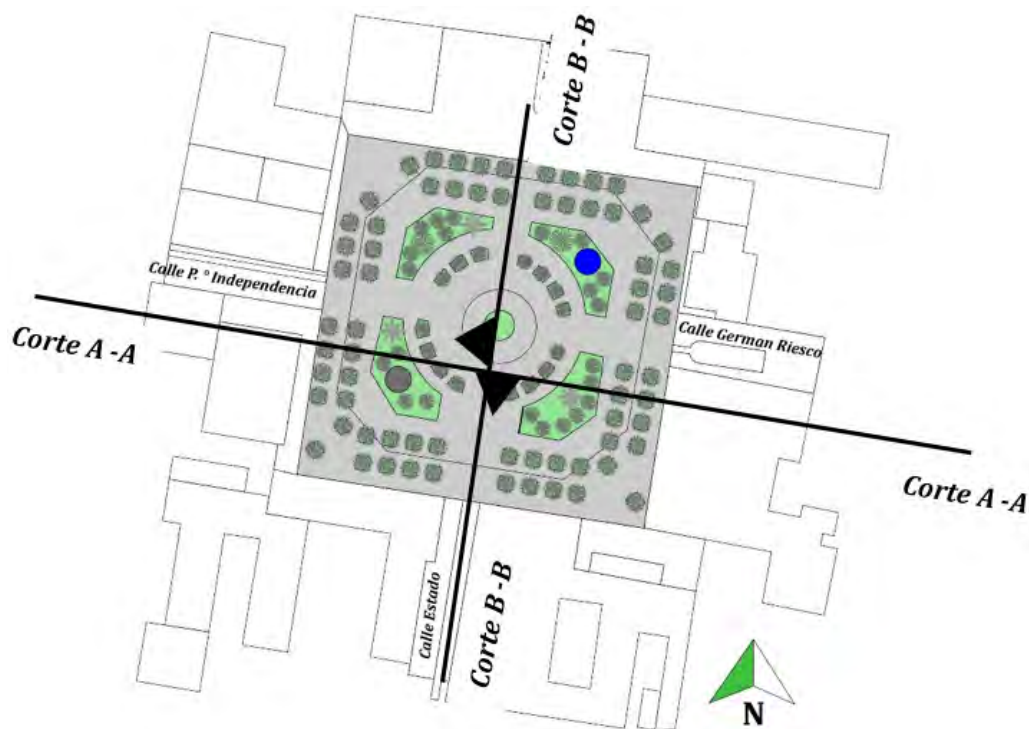 Corte B -B
Calle P. ° Independencia
Calle German Riesco
Corte A -A
Corte A -A
Calle Estado
Corte B -B
N